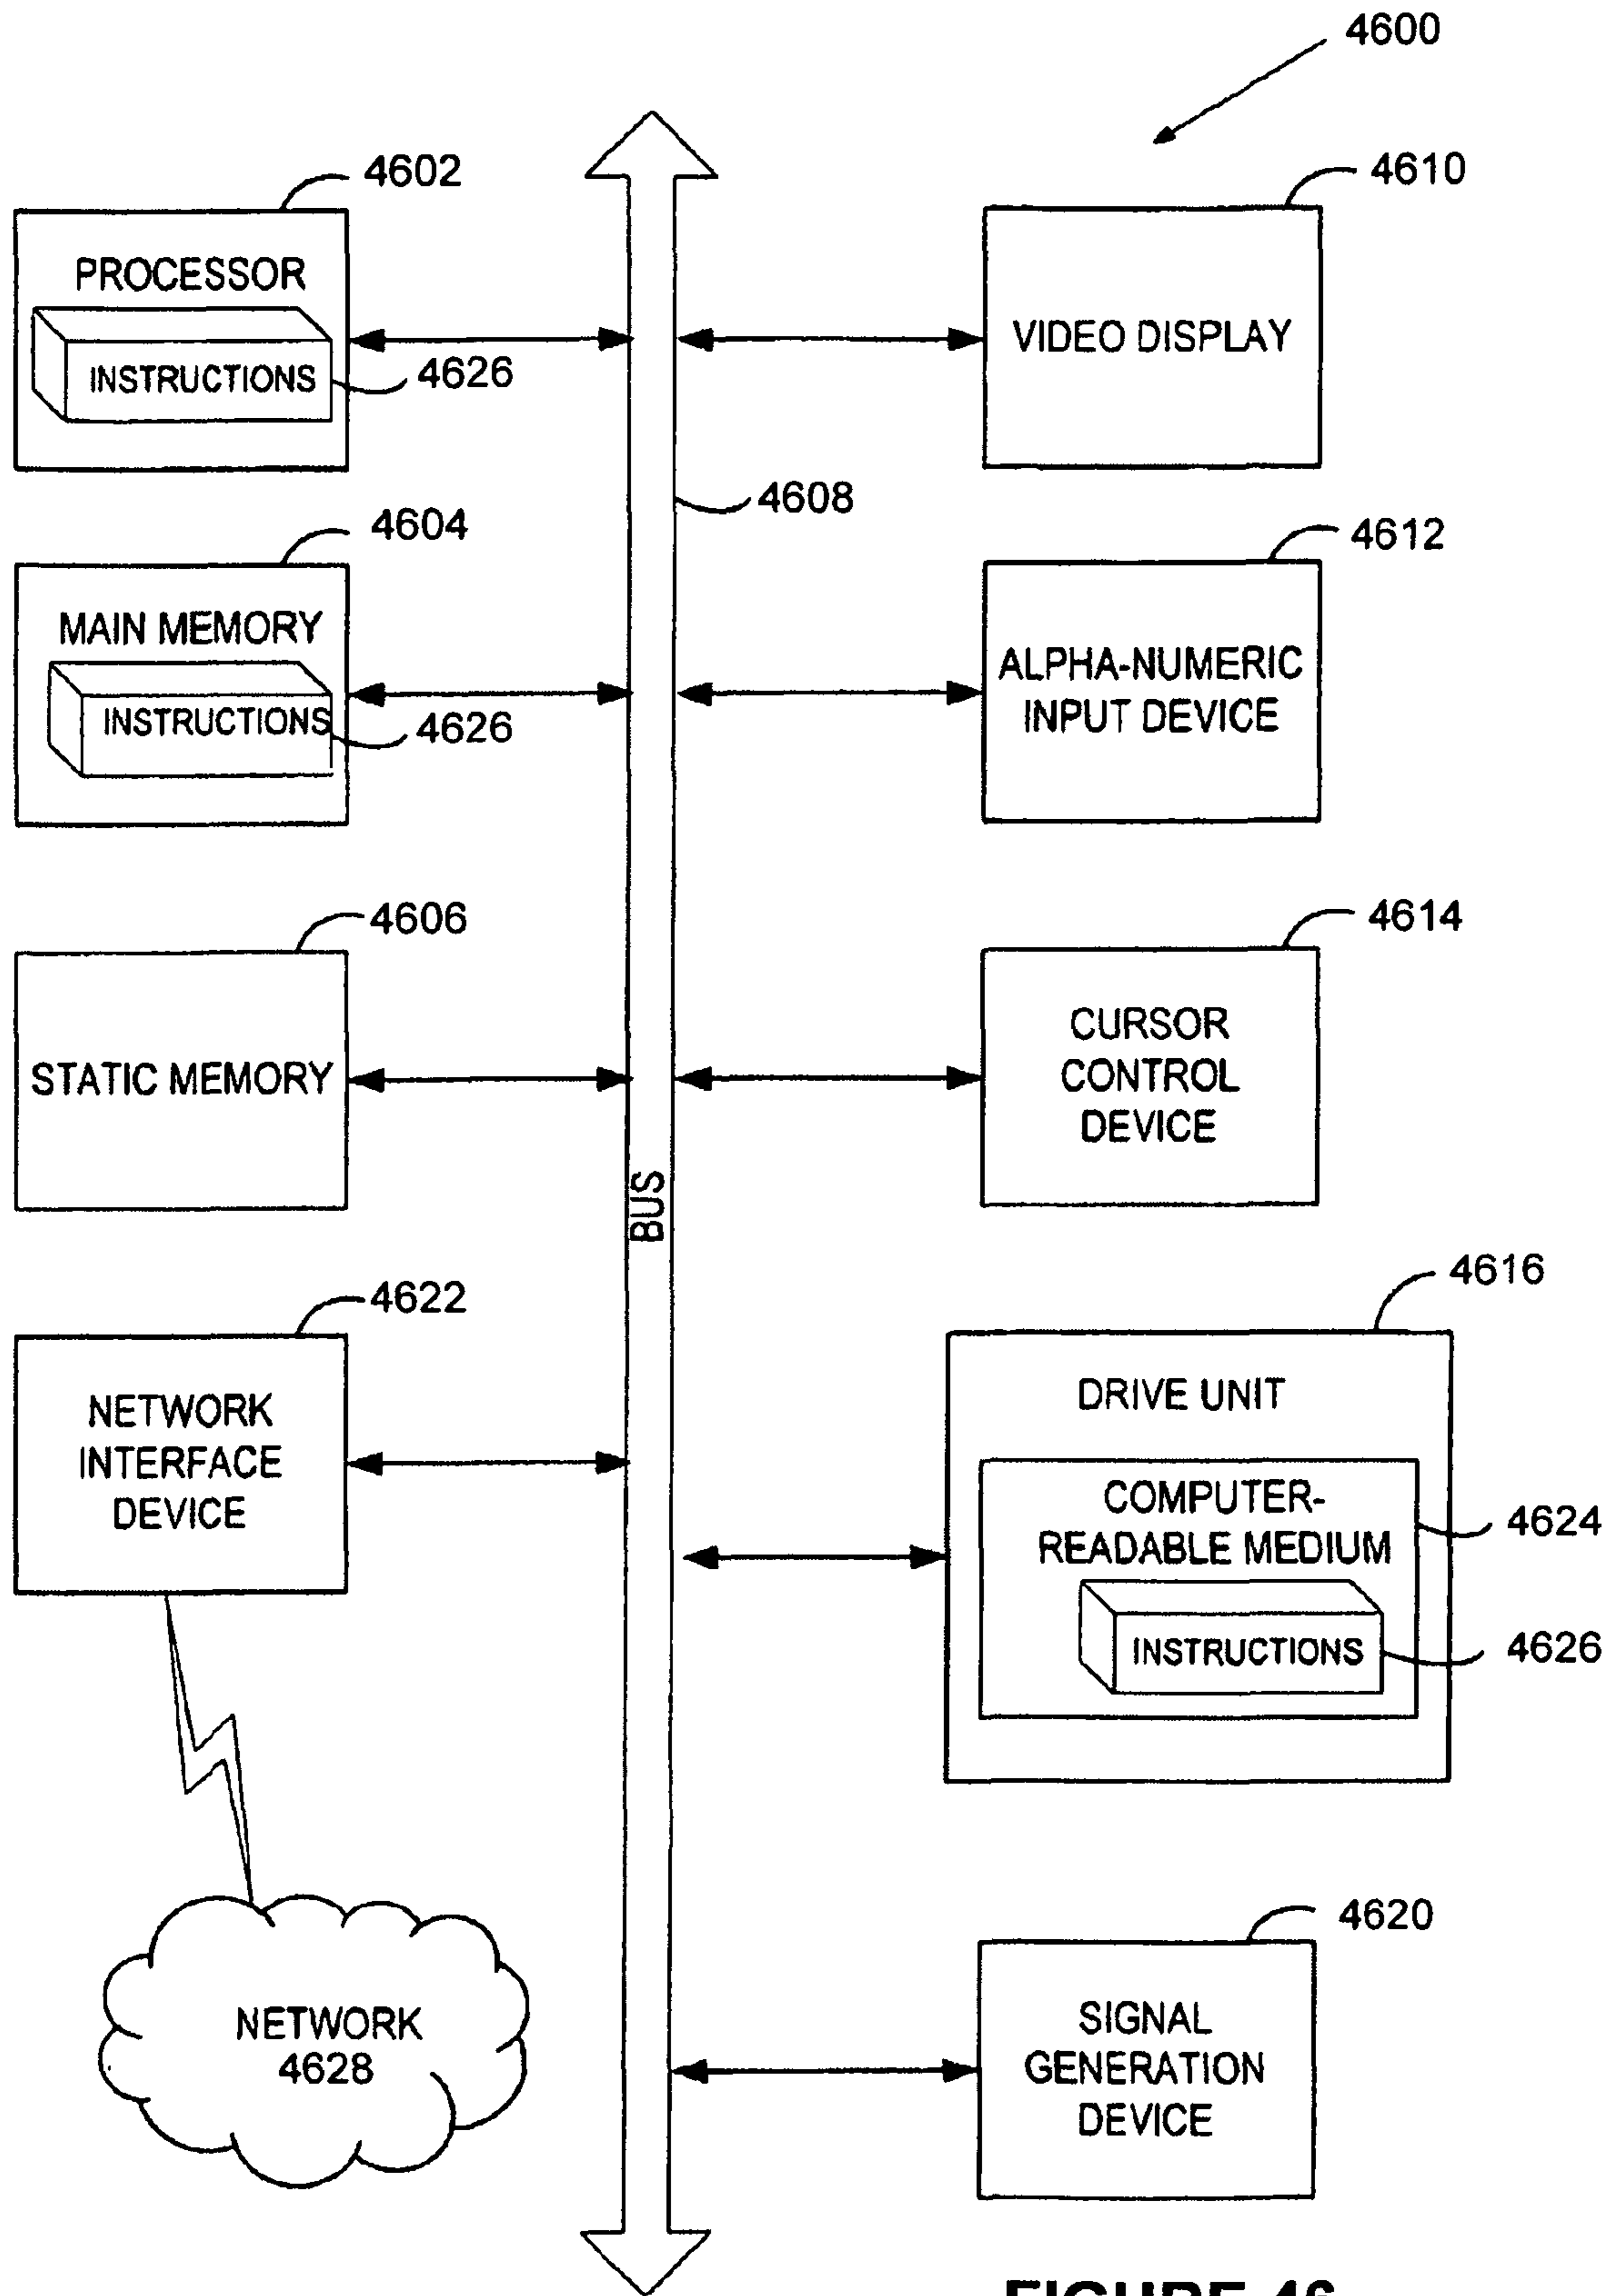 4600
4602
PROCESSOR
INSTRUCTIONS
4626
4610
VIDEO DISPLAY
4608
4604
MAIN MEMORY
INSTRUCTIONS
4626
4612
ALPHA-NUMERIC
INPUT DEVICE
4606
STATIC MEMORY
4614
CURSOR
CONTROL
DEVICE
BUS
4622
NETWORK
INTERFACE
DEVICE
4616
DRIVE UNIT
COMPUTER-
READABLE MEDIUM
4624
INSTRUCTIONS
4626
NETWORK
4628
4620
SIGNAL
GENERATION
DEVICE
FIGURE 46